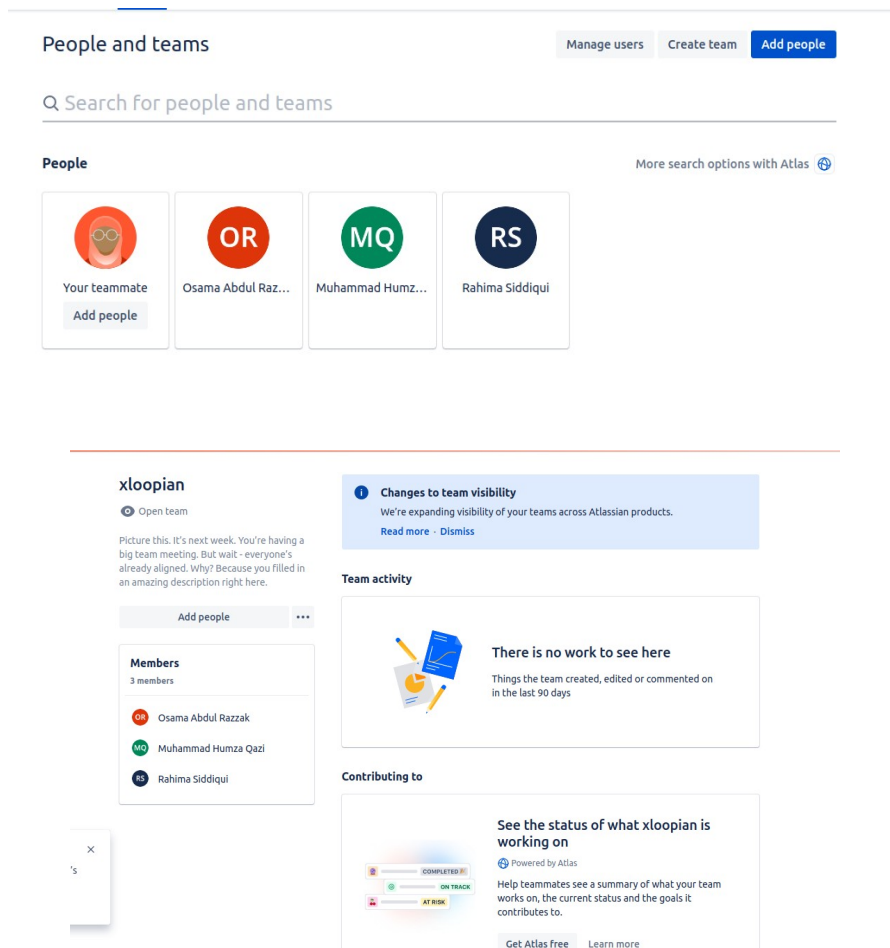 People and teams
Manage users
Create team
Add people
Search for people and teams
People
More search options with Atlas
OR
MQ
RS
Your teammate
Osama Abdul Raz...
Muhammad Humz...
Rahima Siddiqui
Add people
xloopian
Open team
Picture this. It's next week. You're having a
big team meeting. But wait - everyone's
already aligned. Why? Because you filled in
an amazing description right here.
Add people
Members
3 members
OR Osama Abdul Razzak
MQ Muhammad Humza Qazi
RS Rahima Siddiqui
's
Changes to team visibility
We're expanding visibility of your teams across Atlassian products.
Read more · Dismiss
Team activity
There is no work to see here
Things the team created, edited or commented on
in the last 90 days
Contributing to
COMPLETED
ON TRACK
AT RISK
See the status of what xloopian is
working on
Powered by Atlas
Help teammates see a summary of what your team
works on, the current status and the goals it
contributes to.
Get Atlas free
Learn more